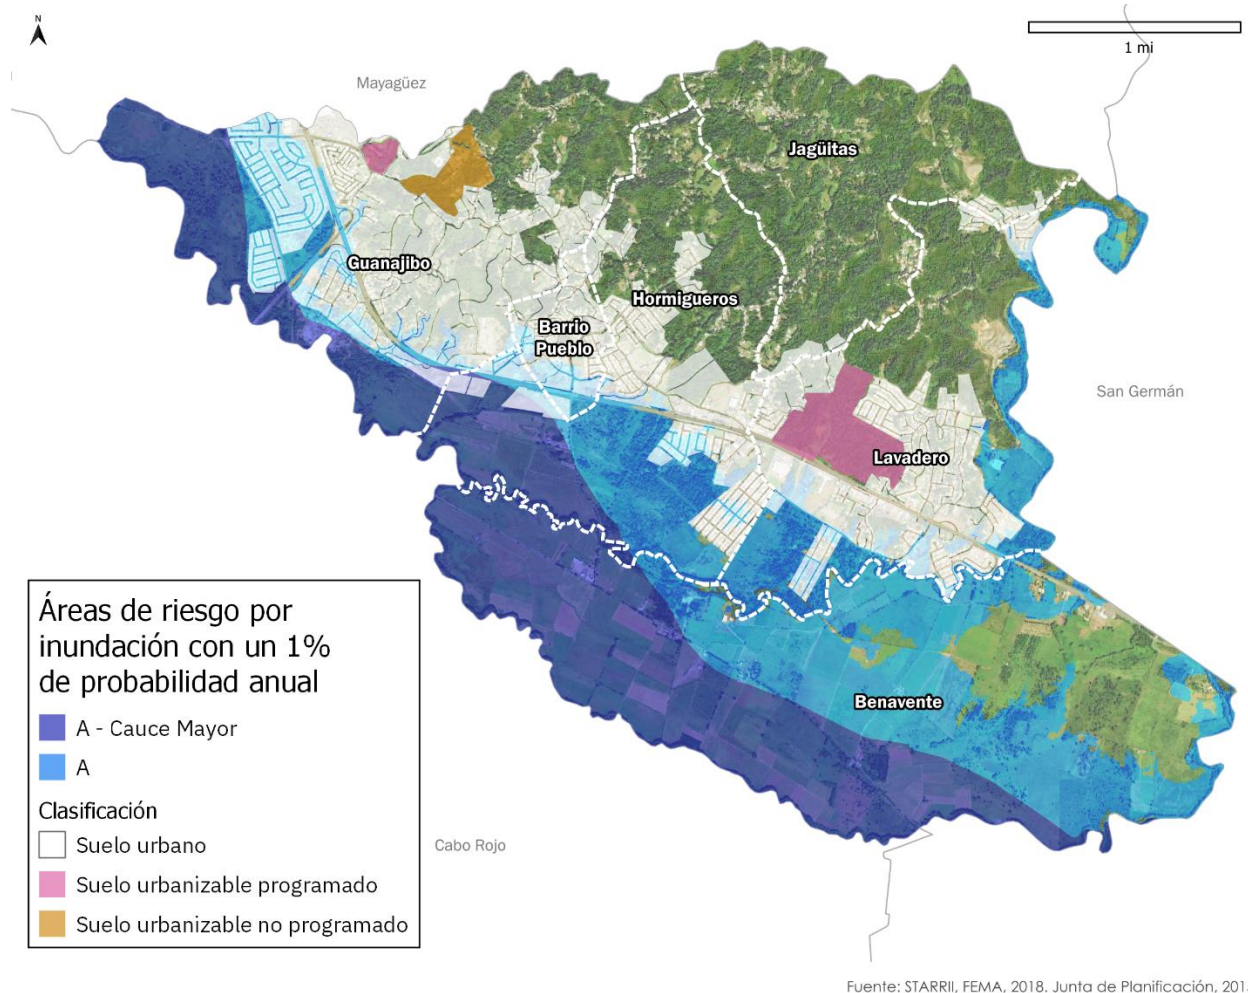 N
1 mi
Mayagüez
Jagüitas
Guanajibo
Hormigueros
Barrio
Pueblo
San Germán
Lavadero
Áreas de riesgo por
inundación con un 1%
de probabilidad anual
A - Cauce Mayor
A
Clasificación
Suelo urbano
Suelo urbanizable programado
Suelo urbanizable no programado
Benavente
Cabo Rojo
Fuente: STARRII, FEMA, 2018. Junta de Planificación, 201